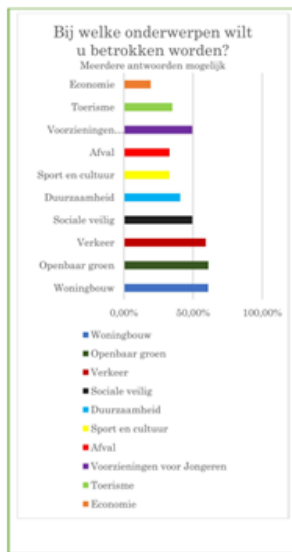 Bij welke onderwerpen wilt
u betrokken worden?
Meerdere antwoorden mogelijk
Economie
Toerisme
Voorzieningen...
Afval
Sport en cultuur
Duurzaamheid
Sociale veilig
Verkeer
Openbaar groen
Woningbouw
0,00% 50,00% 100,00%
Woningbouw
Openbaar groen
Verkeer
Sociale veilig
Duurzaamheid
Sport en cultuur
Afval
Voorzieningen voor Jongeren
Toerisme
Economie